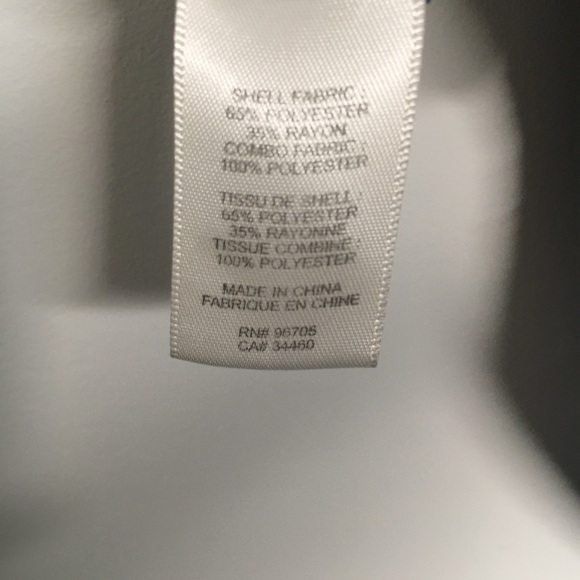 SHELL FABRIC :
65% POLYESTER
35% RAYON
COMBO FABRIC :
100% POLYESTER
TISSU DE SHELL :
65% POLYESTER
35% RAYONNE
TISSUE COMBINE :
100% POLYESTER
MADE IN CHINA
FABRIQUE EN CHINE
RN# 96705
CA# 34460